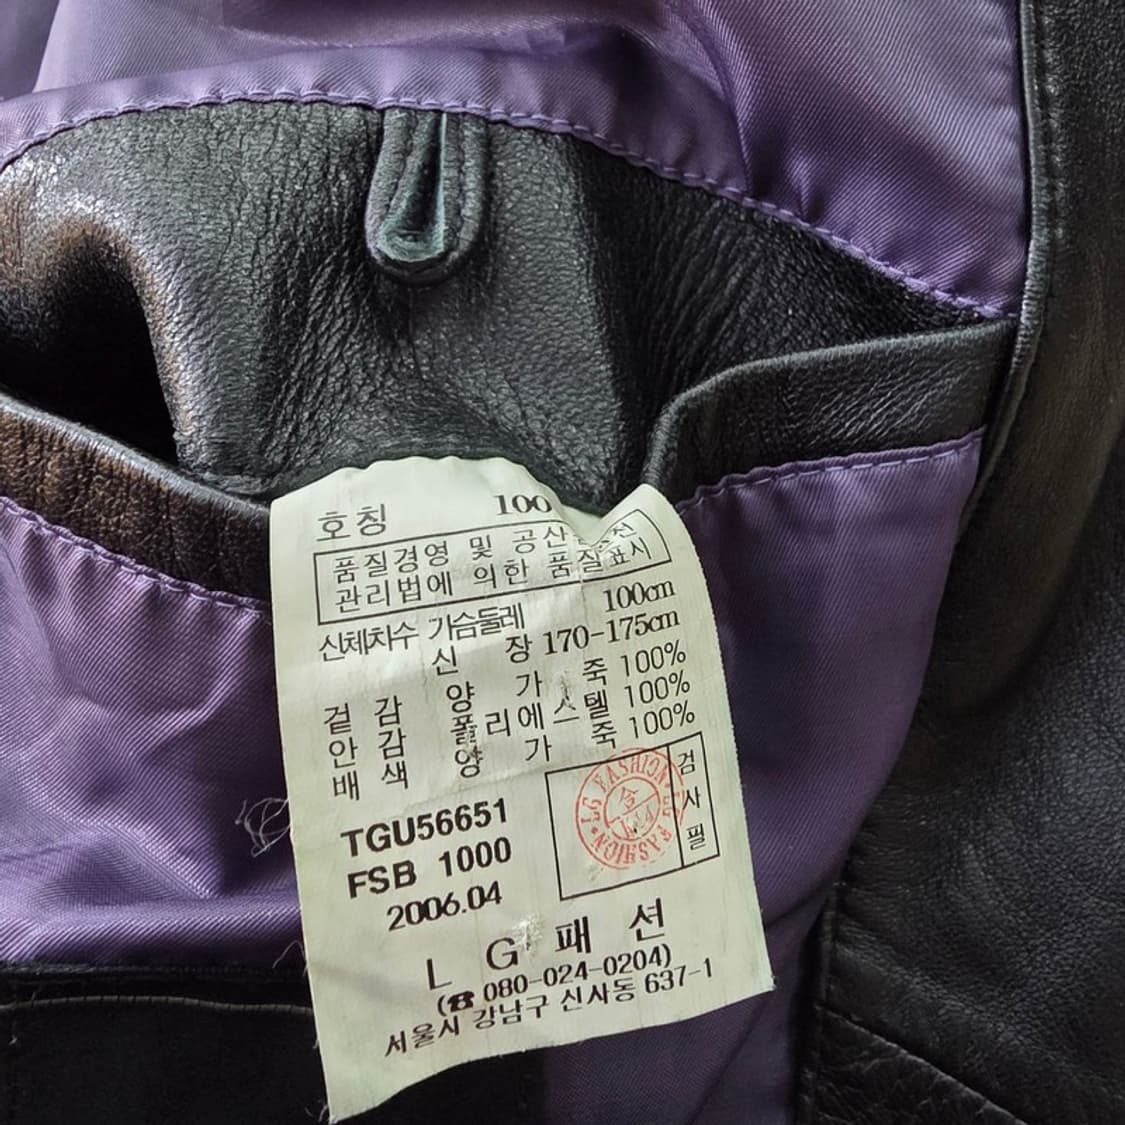 호칭 100
품질경영 및 공산
관리법에 의한 품질표시
신체치수 가슴둘레 100cm
신 장 170-175cm
겉 감 양 가 죽 100%
안 감 폴 리 에 스 텔 100%
배 색 양 가 죽 100%
검사필
LG FASHION · LG FASHION
TGU56651
FSB 1000
2006.04
LG패션
(☎ 080-024-0204)
서울시 강남구 신사동 637-1